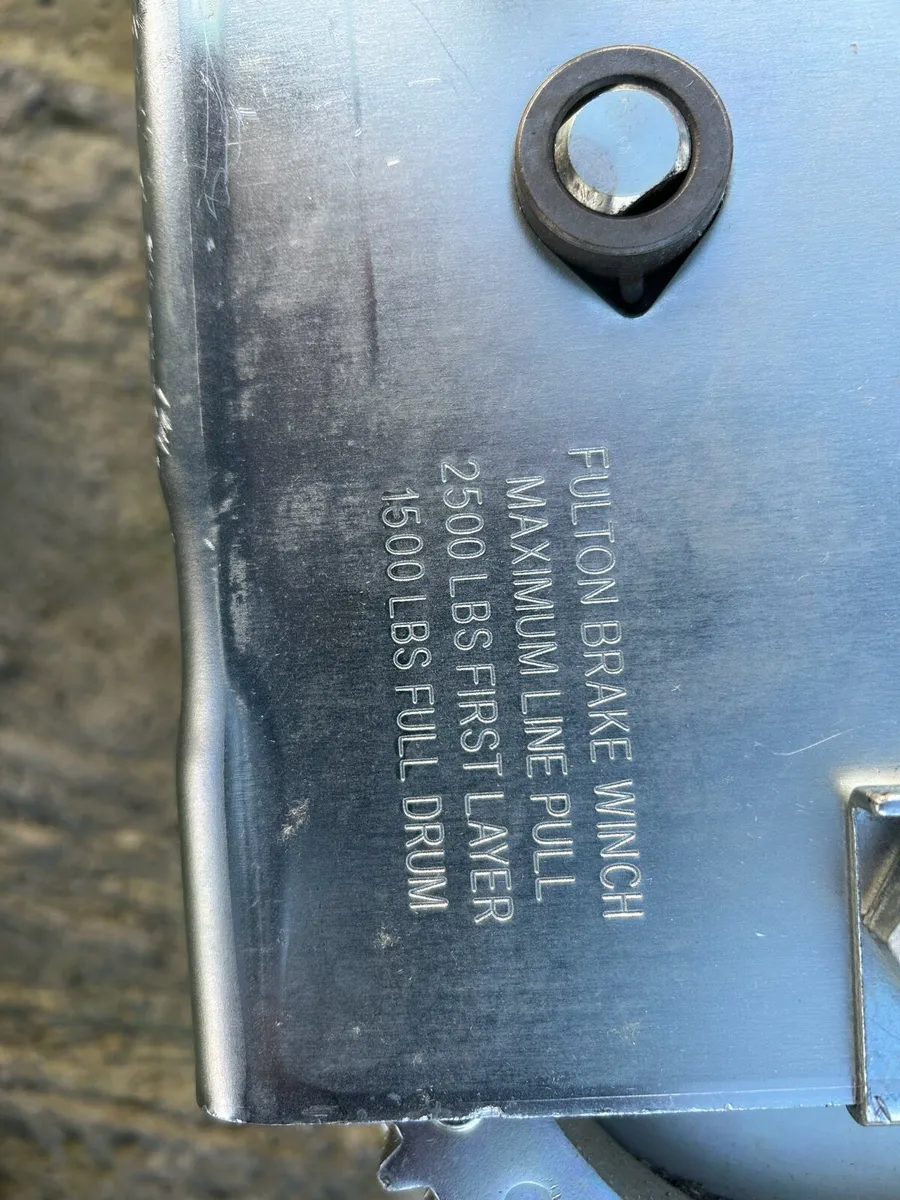 FULTON BRAKE WINCH
MAXIMUM LINE PULL
2500 LBS FIRST LAYER
1500 LBS FULL DRUM